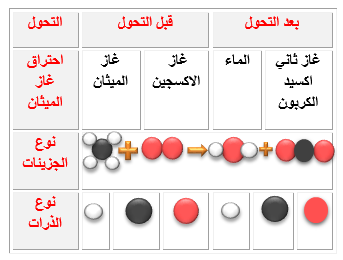 التحول
قبل التحول
بعد التحول
احتراق
غاز
الميثان
غاز
الميثان
غاز
الاكسجين
الماء
غاز ثاني
اكسيد
الكربون
نوع
الجزيئات
نوع
الذرات